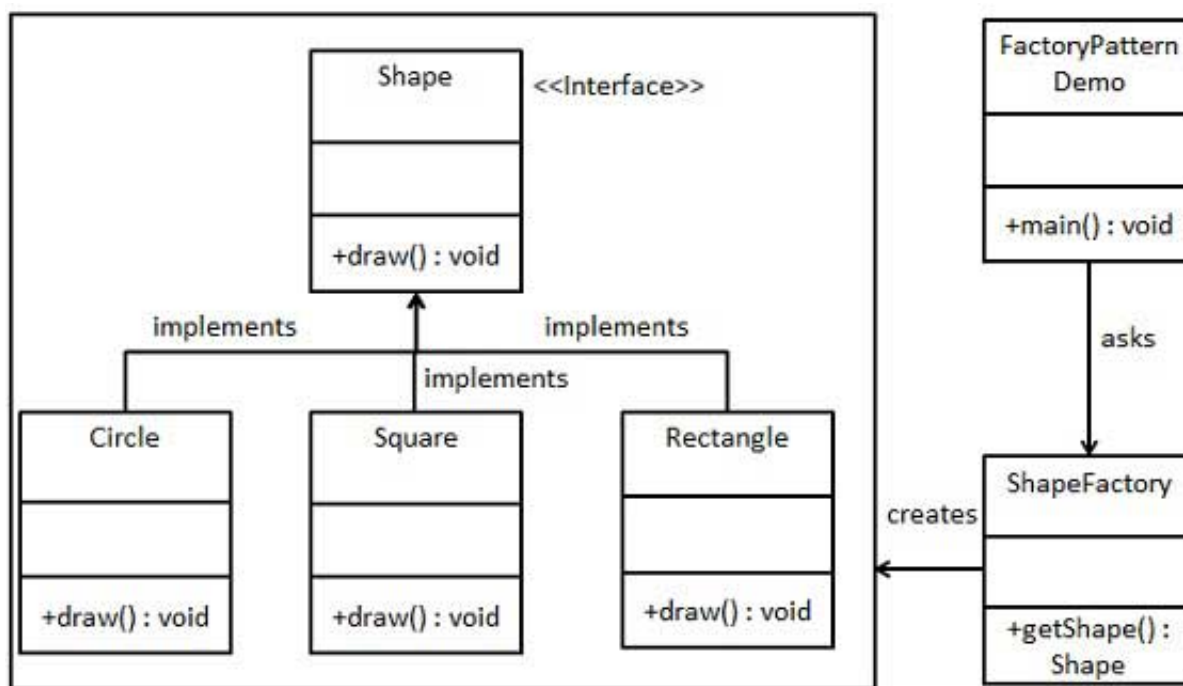 Shape
<<Interface>>
+draw() : void
implements
implements
implements
Circle
+draw() : void
Square
+draw() : void
Rectangle
+draw() : void
FactoryPattern
Demo
+main() : void
asks
ShapeFactory
+getShape() :
Shape
creates